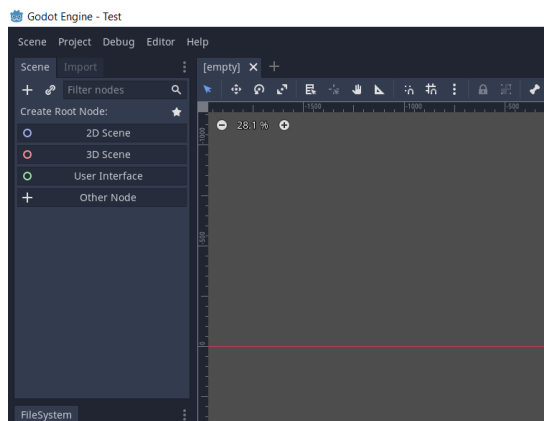 Godot Engine - Test
Scene Project Debug Editor Help
Scene Import
[empty]
Filter nodes
Create Root Node:
2D Scene
3D Scene
User Interface
Other Node
FileSystem
-1500 -1000 -500
28.1 %
-1000
-500
0